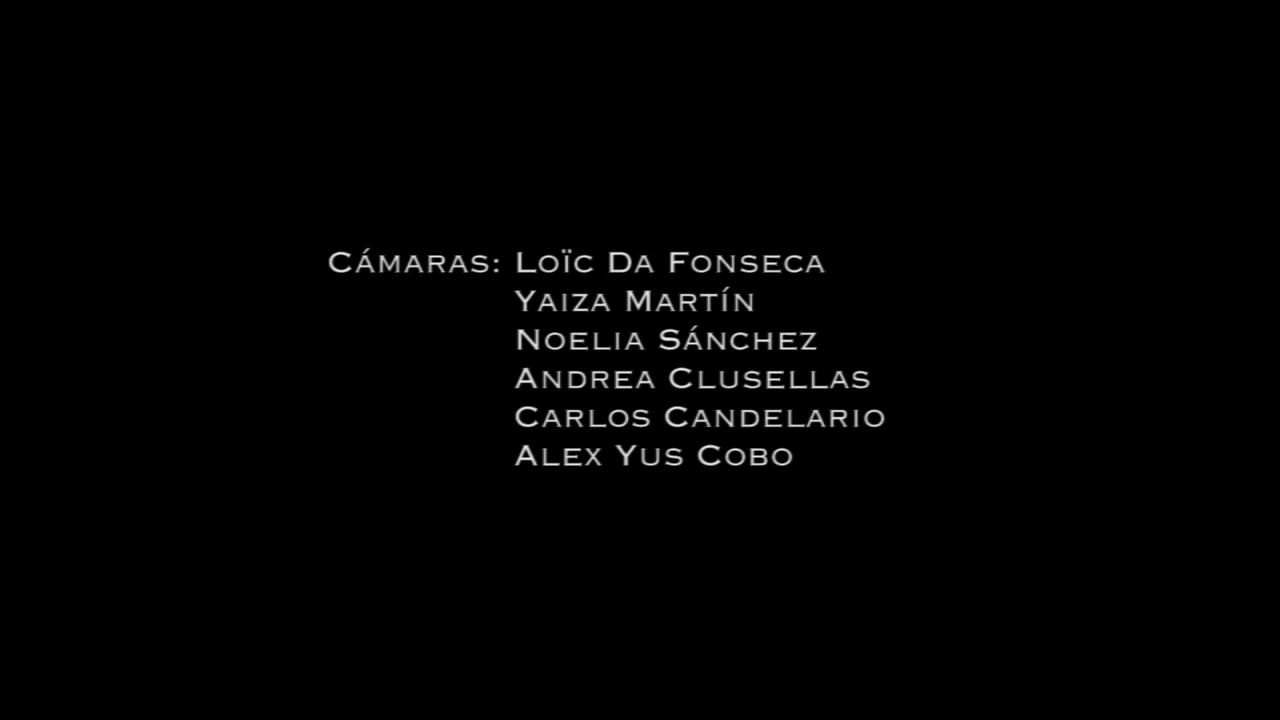 Cámaras: Loïc Da Fonseca
Yaiza Martín
Noelia Sánchez
Andrea Clusellas
Carlos Candelario
Alex Yus Cobo